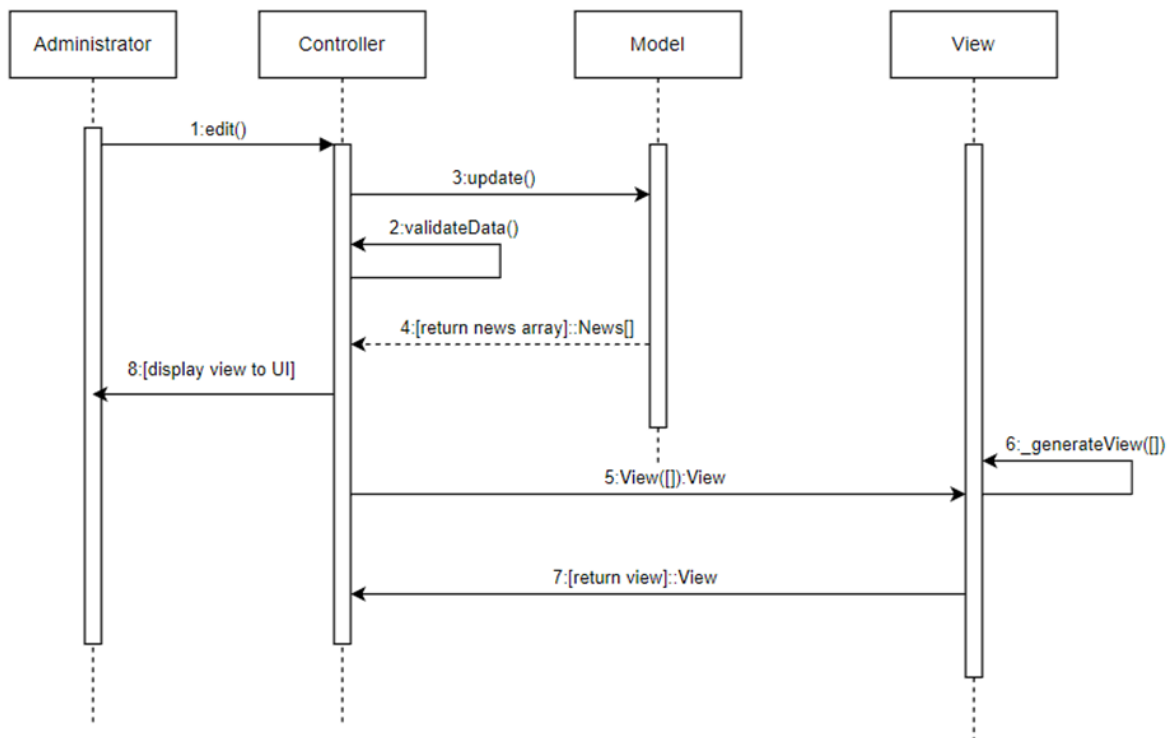 Administrator
Controller
Model
View
1:edit()
3:update()
2:validateData()
4:[return news array]::News[]
8:[display view to UI]
6:_generateView([])
5:View([]):View
7:[return view]::View